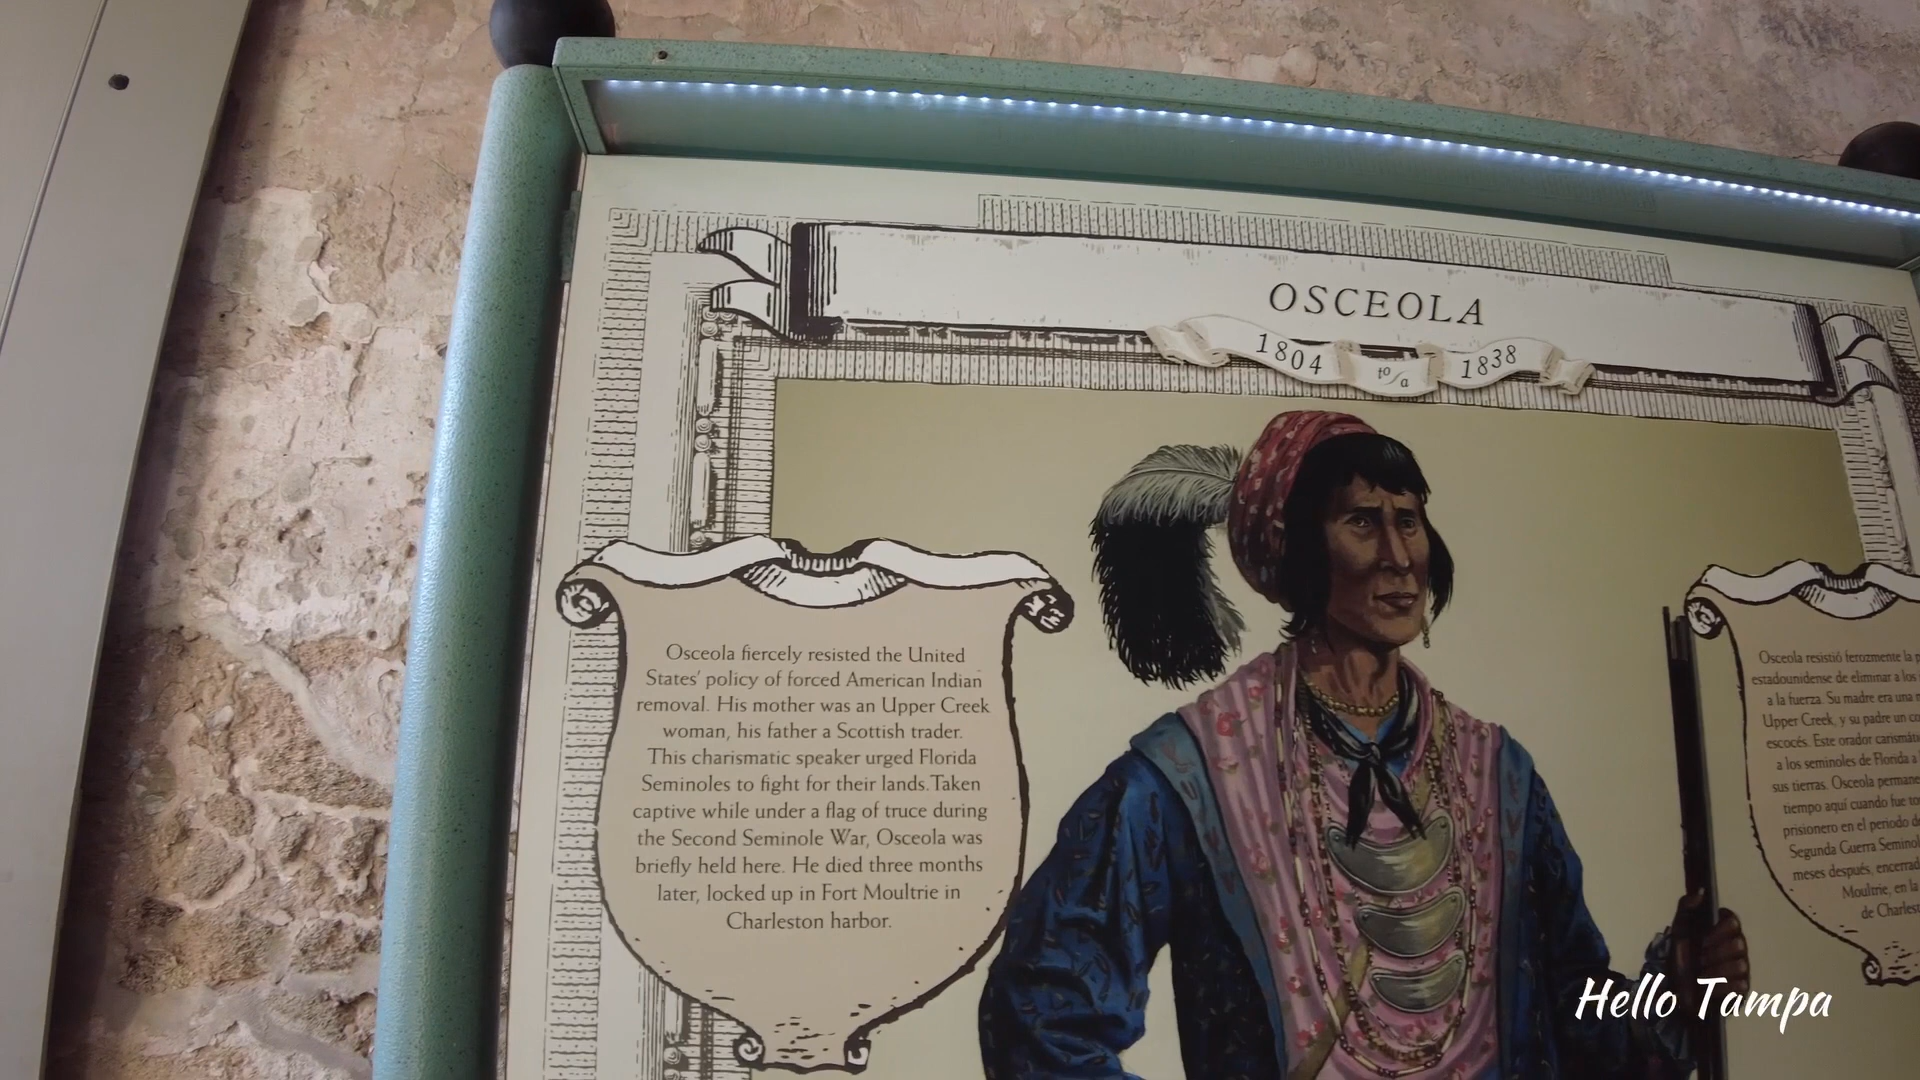 OSCEOLA
1804 to/a 1838
Osceola fiercely resisted the United
States' policy of forced American Indian
removal. His mother was an Upper Creek
woman, his father a Scottish trader.
This charismatic speaker urged Florida
Seminoles to fight for their lands. Taken
captive while under a flag of truce during
the Second Seminole War, Osceola was
briefly held here. He died three months
later, locked up in Fort Moultrie in
Charleston harbor.
Osceola resistió ferozmente la
estadounidense de eliminar a los
a la fuerza. Su madre era una
Upper Creek, y su padre un
escocés. Este orador
a los seminoles de Florida a
sus tierras. Osceola
tiempo aquí cuando fue
prisionero en el periodo de
Segunda Guerra
meses después,
Moultrie, en la
de
Hello Tampa